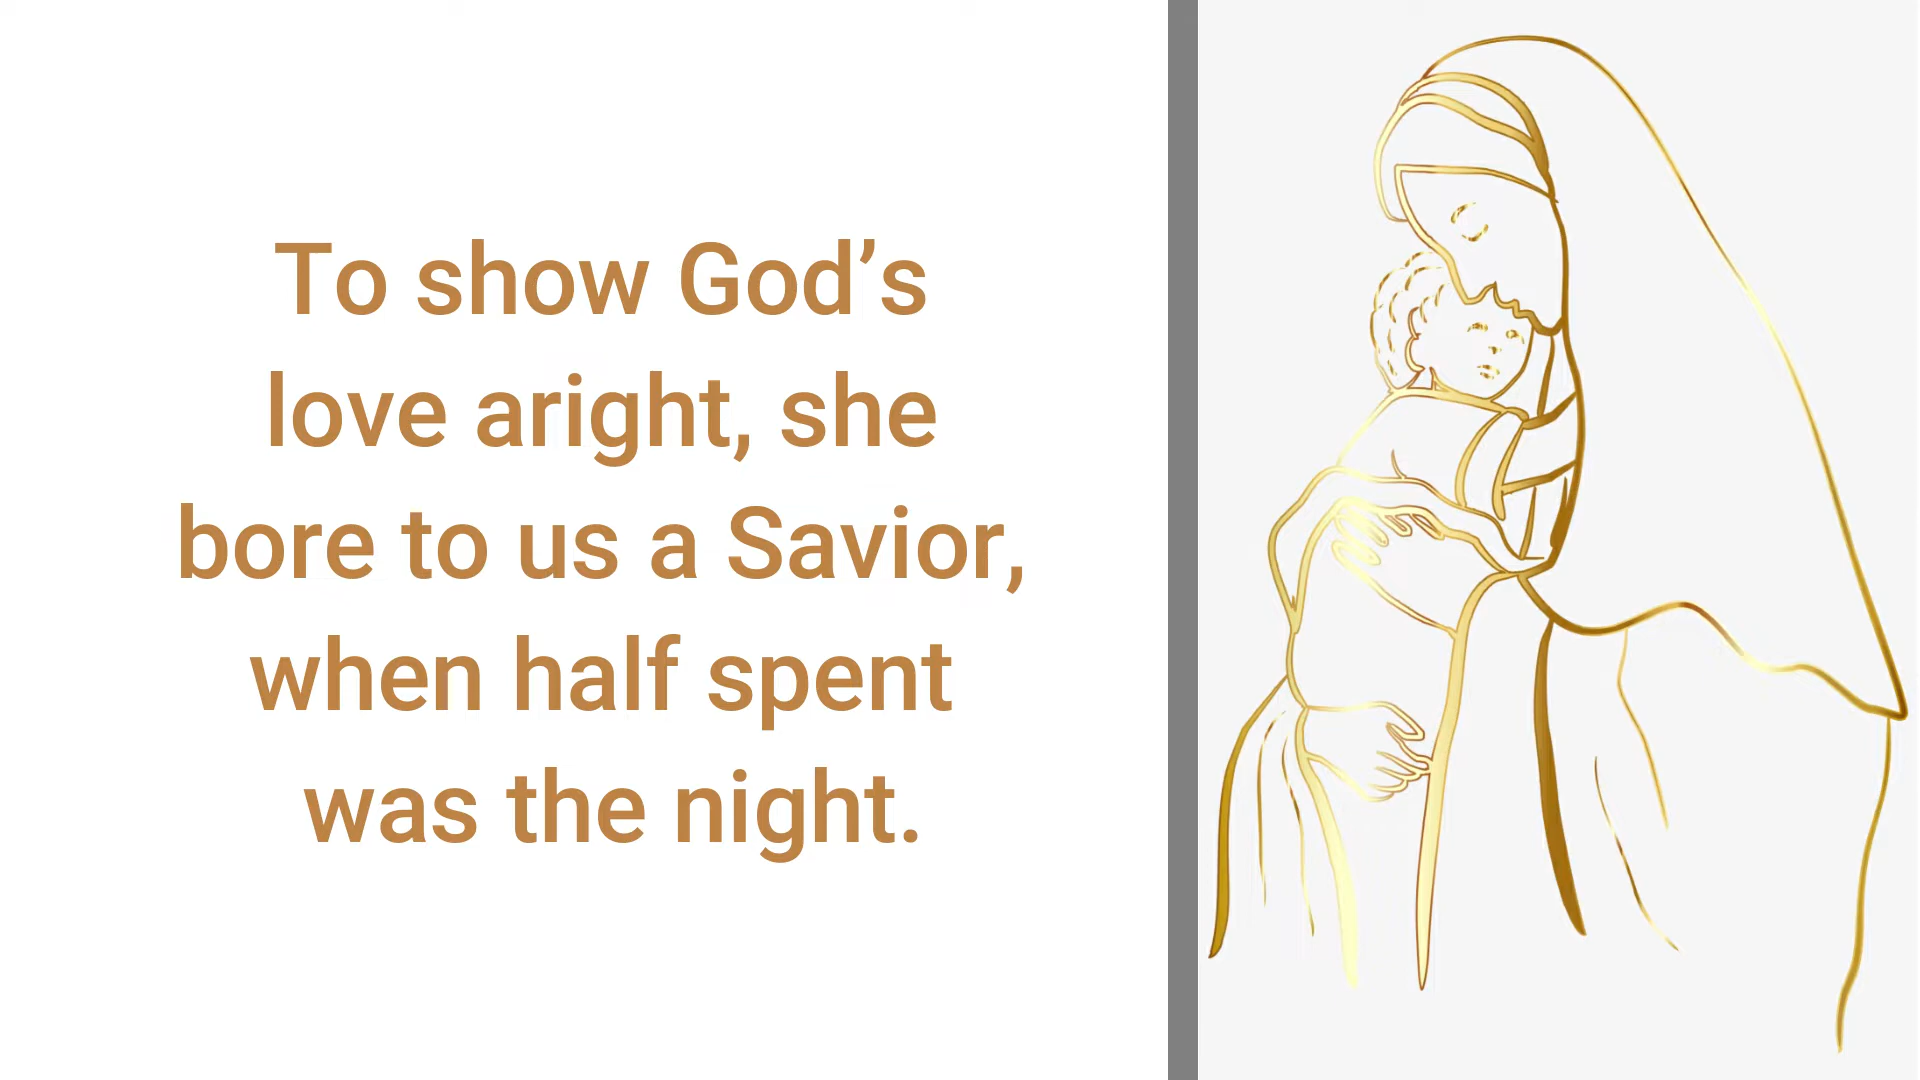 To show God’s
love aright, she
bore to us a Savior,
when half spent
was the night.